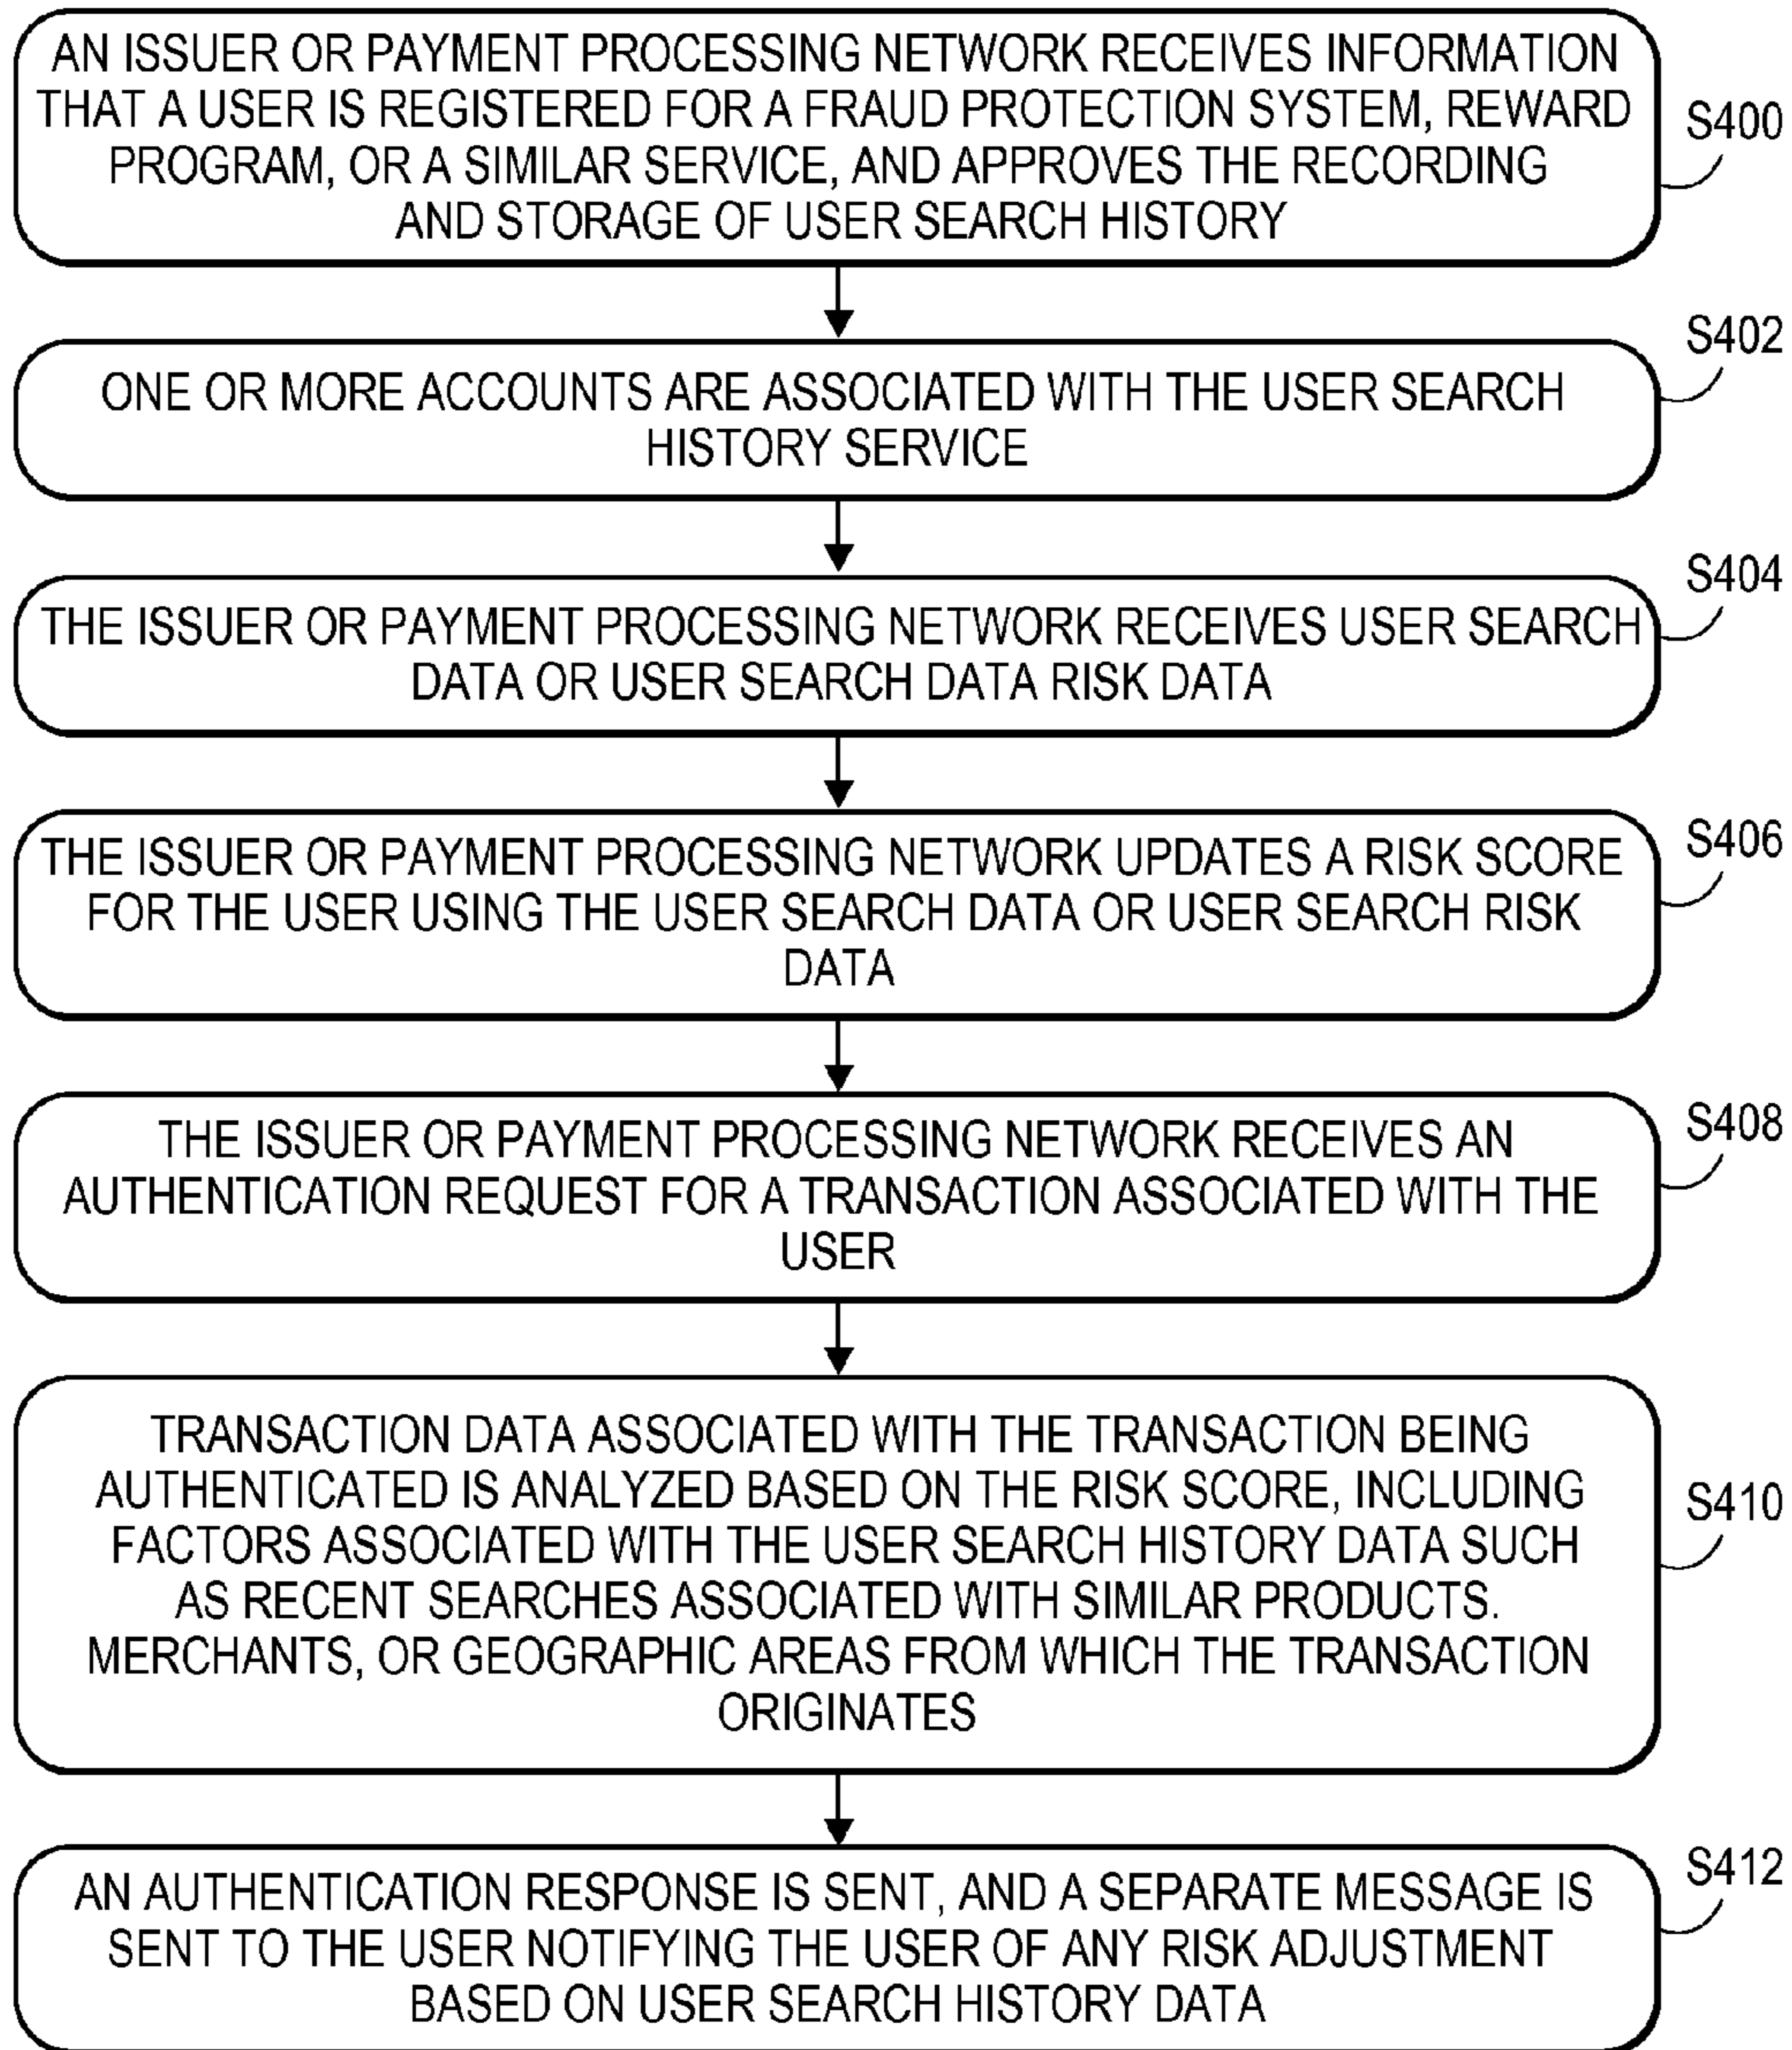 AN ISSUER OR PAYMENT PROCESSING NETWORK RECEIVES INFORMATION
THAT A USER IS REGISTERED FOR A FRAUD PROTECTION SYSTEM, REWARD
PROGRAM, OR A SIMILAR SERVICE, AND APPROVES THE RECORDING
AND STORAGE OF USER SEARCH HISTORY
S400
ONE OR MORE ACCOUNTS ARE ASSOCIATED WITH THE USER SEARCH
HISTORY SERVICE
S402
THE ISSUER OR PAYMENT PROCESSING NETWORK RECEIVES USER SEARCH
DATA OR USER SEARCH DATA RISK DATA
S404
THE ISSUER OR PAYMENT PROCESSING NETWORK UPDATES A RISK SCORE
FOR THE USER USING THE USER SEARCH DATA OR USER SEARCH RISK
DATA
S406
THE ISSUER OR PAYMENT PROCESSING NETWORK RECEIVES AN
AUTHENTICATION REQUEST FOR A TRANSACTION ASSOCIATED WITH THE
USER
S408
TRANSACTION DATA ASSOCIATED WITH THE TRANSACTION BEING
AUTHENTICATED IS ANALYZED BASED ON THE RISK SCORE, INCLUDING
FACTORS ASSOCIATED WITH THE USER SEARCH HISTORY DATA SUCH
AS RECENT SEARCHES ASSOCIATED WITH SIMILAR PRODUCTS.
MERCHANTS, OR GEOGRAPHIC AREAS FROM WHICH THE TRANSACTION
ORIGINATES
S410
AN AUTHENTICATION RESPONSE IS SENT, AND A SEPARATE MESSAGE IS
SENT TO THE USER NOTIFYING THE USER OF ANY RISK ADJUSTMENT
BASED ON USER SEARCH HISTORY DATA
S412